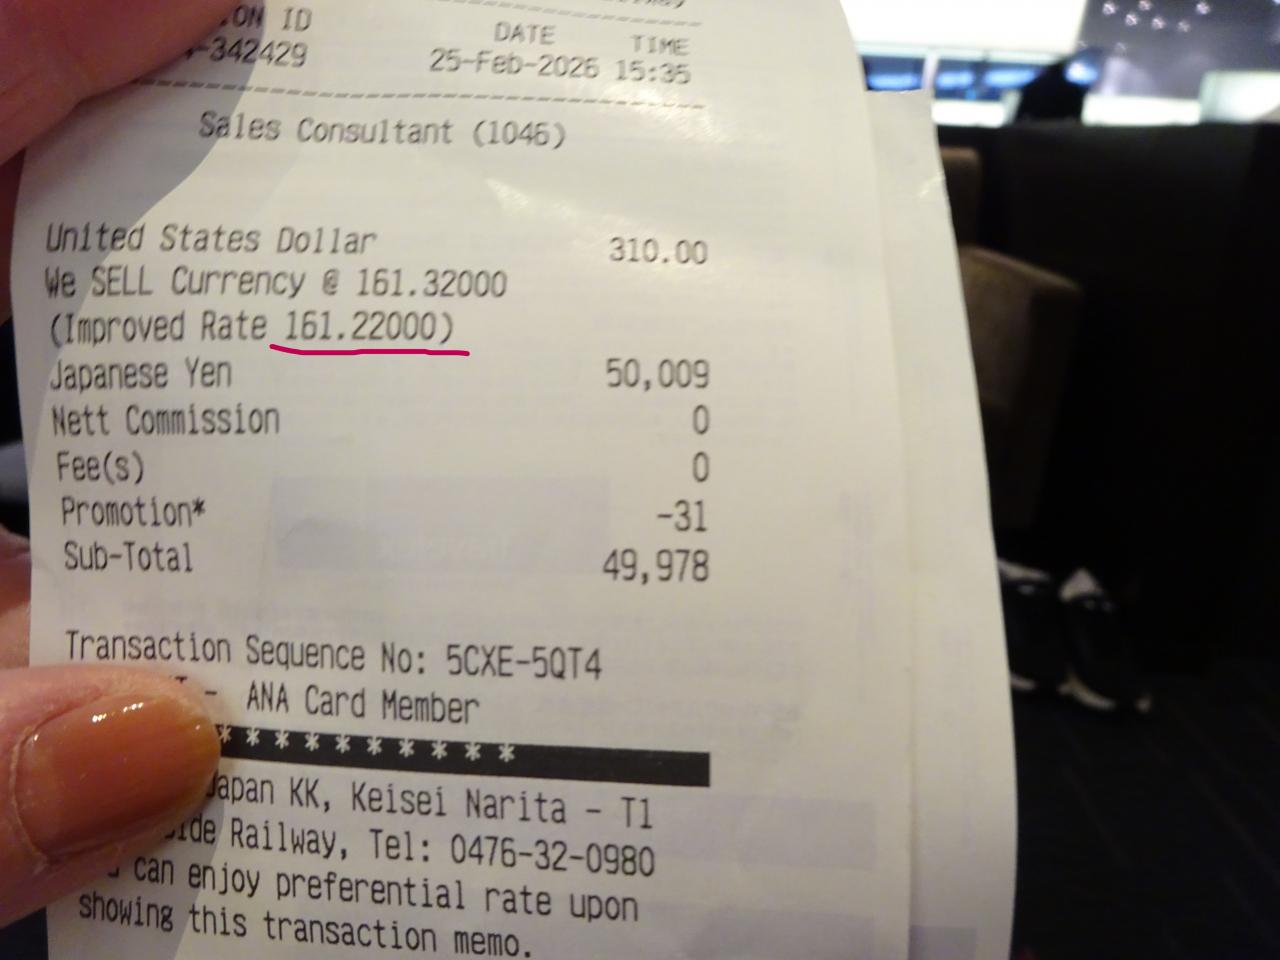 ON ID DATE TIME
-342429 25-Feb-2026 15:35
Sales Consultant (1046)
United States Dollar 310.00
We SELL Currency @ 161.32000
(Improved Rate 161.22000)
Japanese Yen 50,009
Nett Commission 0
Fee(s) 0
Promotion* -31
Sub-Total 49,978
Transaction Sequence No: 5CXE-5QT4
- ANA Card Member
* * * * * * * * * *
Japan KK, Keisei Narita - T1
Railway, Tel: 0476-32-0980
can enjoy preferential rate upon
showing this transaction memo.